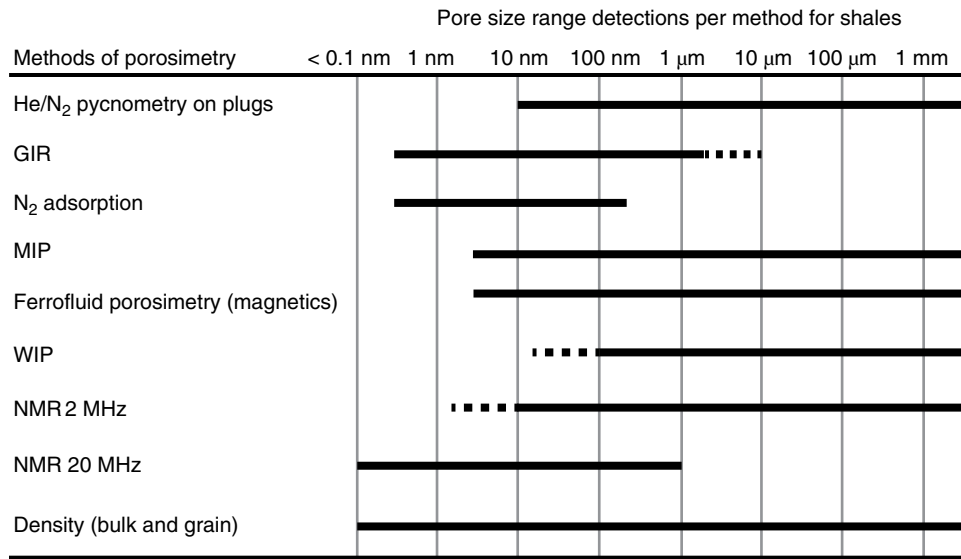 Pore size range detections per method for shales
Methods of porosimetry < 0.1 nm 1 nm 10 nm 100 nm 1 μm 10 μm 100 μm 1 mm
He/N₂ pycnometry on plugs
GIR
N₂ adsorption
MIP
Ferrofluid porosimetry (magnetics)
WIP
NMR 2 MHz
NMR 20 MHz
Density (bulk and grain)